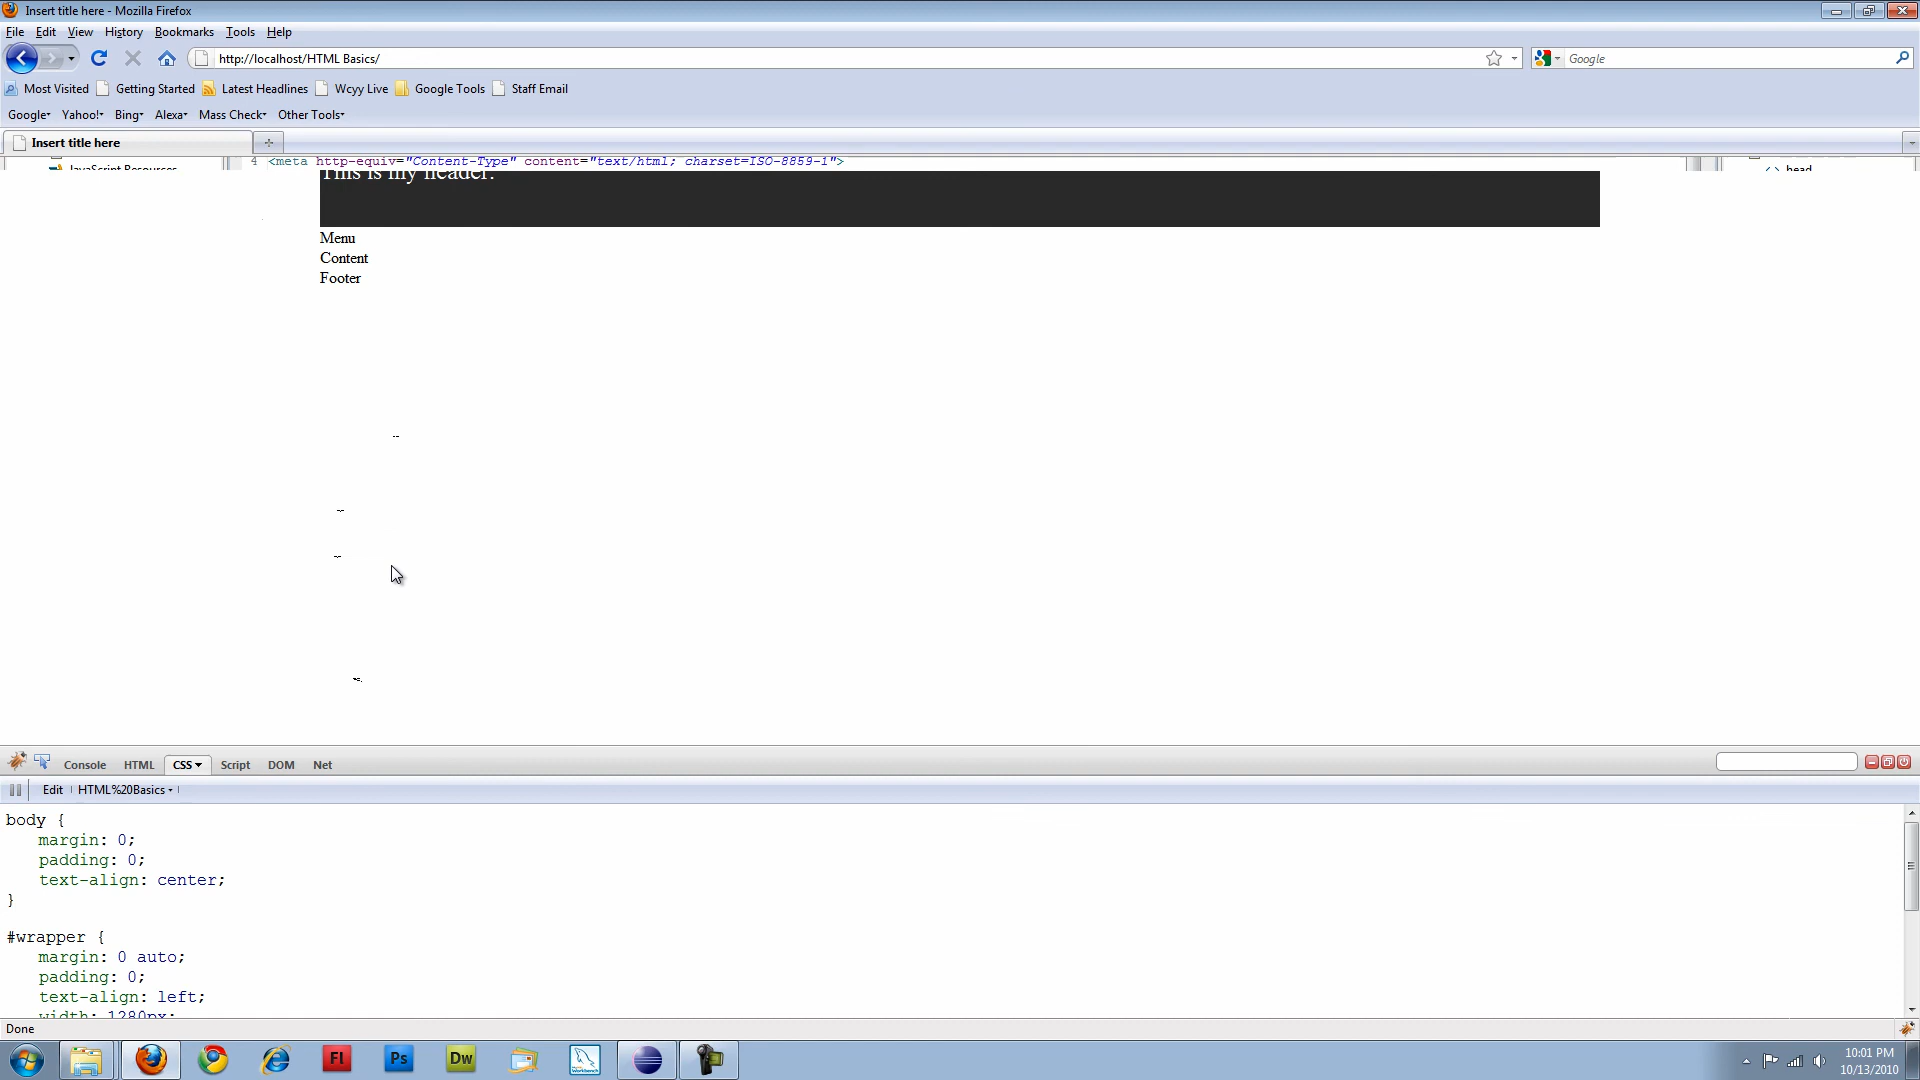 Insert title here - Mozilla Firefox
File Edit View History Bookmarks Tools Help
http://localhost/HTML Basics/
Google
Most Visited Getting Started Latest Headlines Wcyy Live Google Tools Staff Email
Google Yahoo! Bing Alexa Mass Check Other Tools
Insert title here
4 <meta http-equiv="Content-Type" content="text/html; charset=ISO-8859-1">
JavaScript Resources
<> head
This is my header.
Menu
Content
Footer
Console HTML CSS Script DOM Net
Edit HTML%20Basics
body {
margin: 0;
padding: 0;
text-align: center;
}
#wrapper {
margin: 0 auto;
padding: 0;
text-align: left;
width: 1280px;
Done
Fl Ps Dw
10:01 PM
10/13/2010